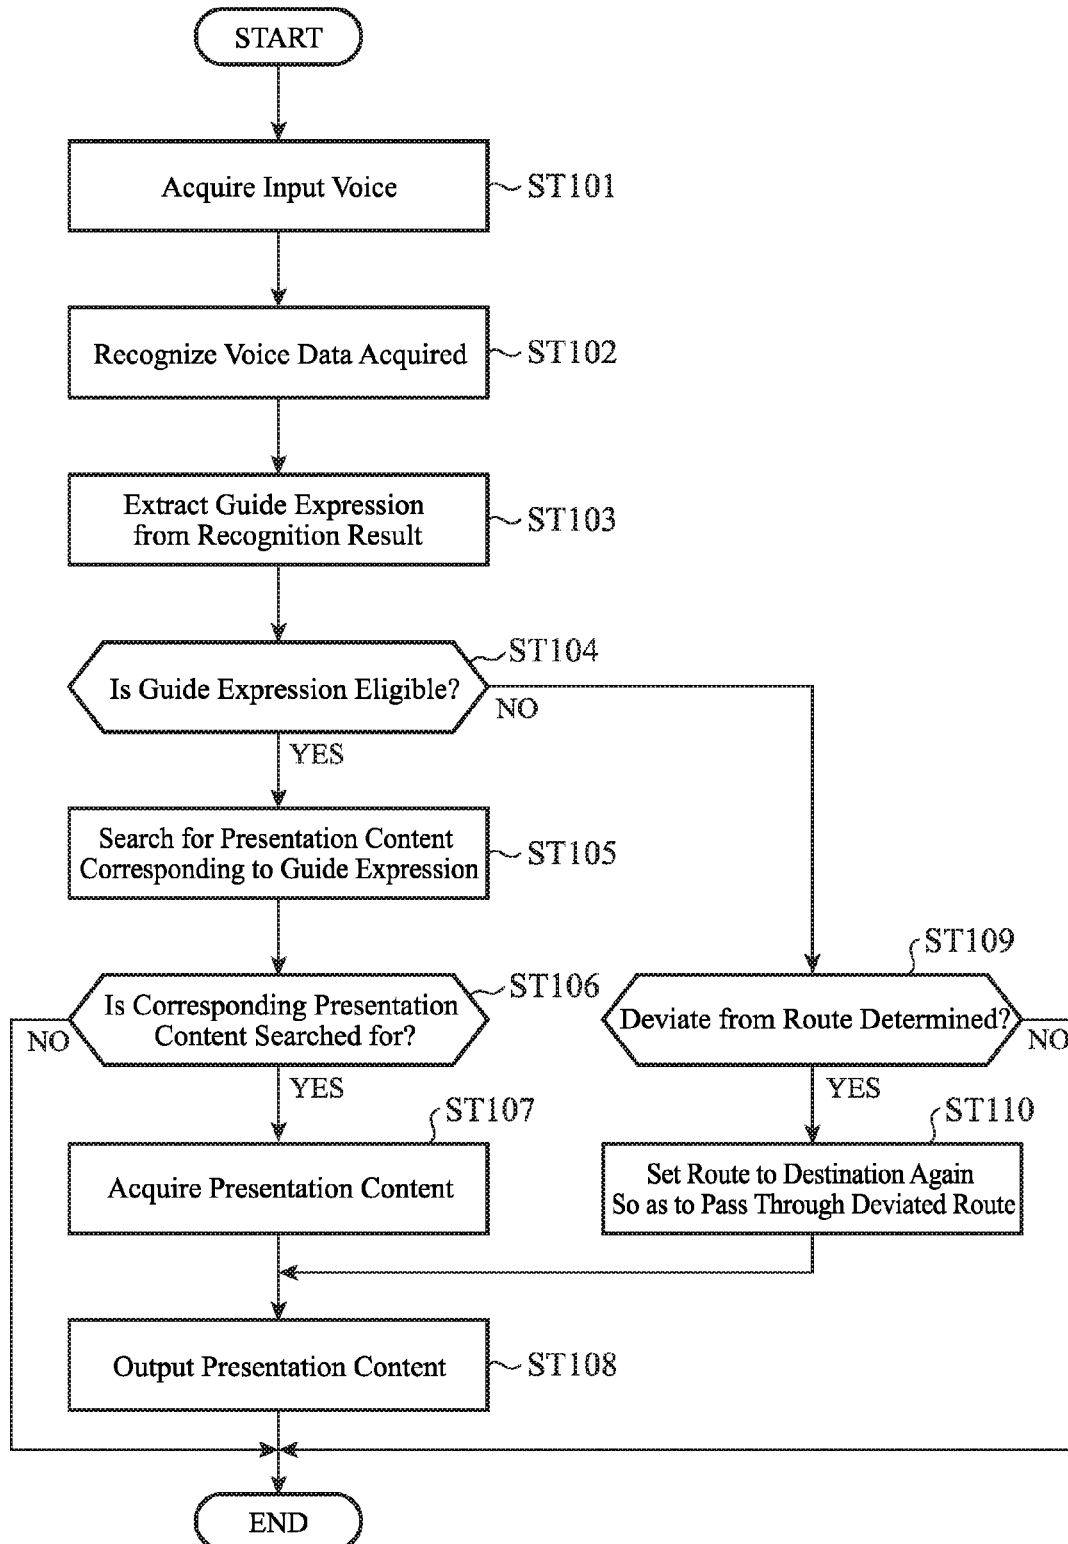 START
Acquire Input Voice
ST101
Recognize Voice Data Acquired
ST102
Extract Guide Expression
from Recognition Result
ST103
ST104
Is Guide Expression Eligible?
NO
YES
Search for Presentation Content
Corresponding to Guide Expression
ST105
ST106
Is Corresponding Presentation
Content Searched for?
NO
YES
ST107
Acquire Presentation Content
ST109
Deviate from Route Determined?
NO
YES
ST110
Set Route to Destination Again
So as to Pass Through Deviated Route
Output Presentation Content
ST108
END